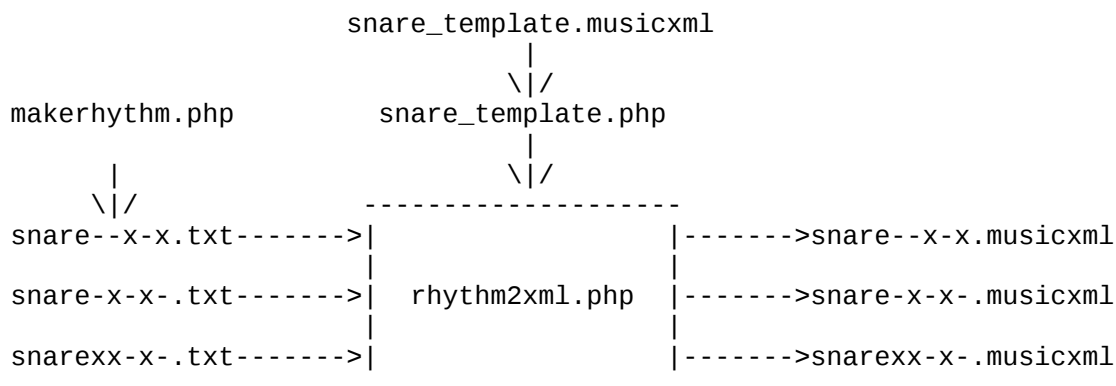 snare_template.musicxml
|
\|/
makerhythm.php snare_template.php
|
| \|/
\|/ --------------------
snare--x-x.txt------->| |------->snare--x-x.musicxml
| |
snare-x-x-.txt------->| rhythm2xml.php |------->snare-x-x-.musicxml
| |
snarexx-x-.txt------->| |------->snarexx-x-.musicxml